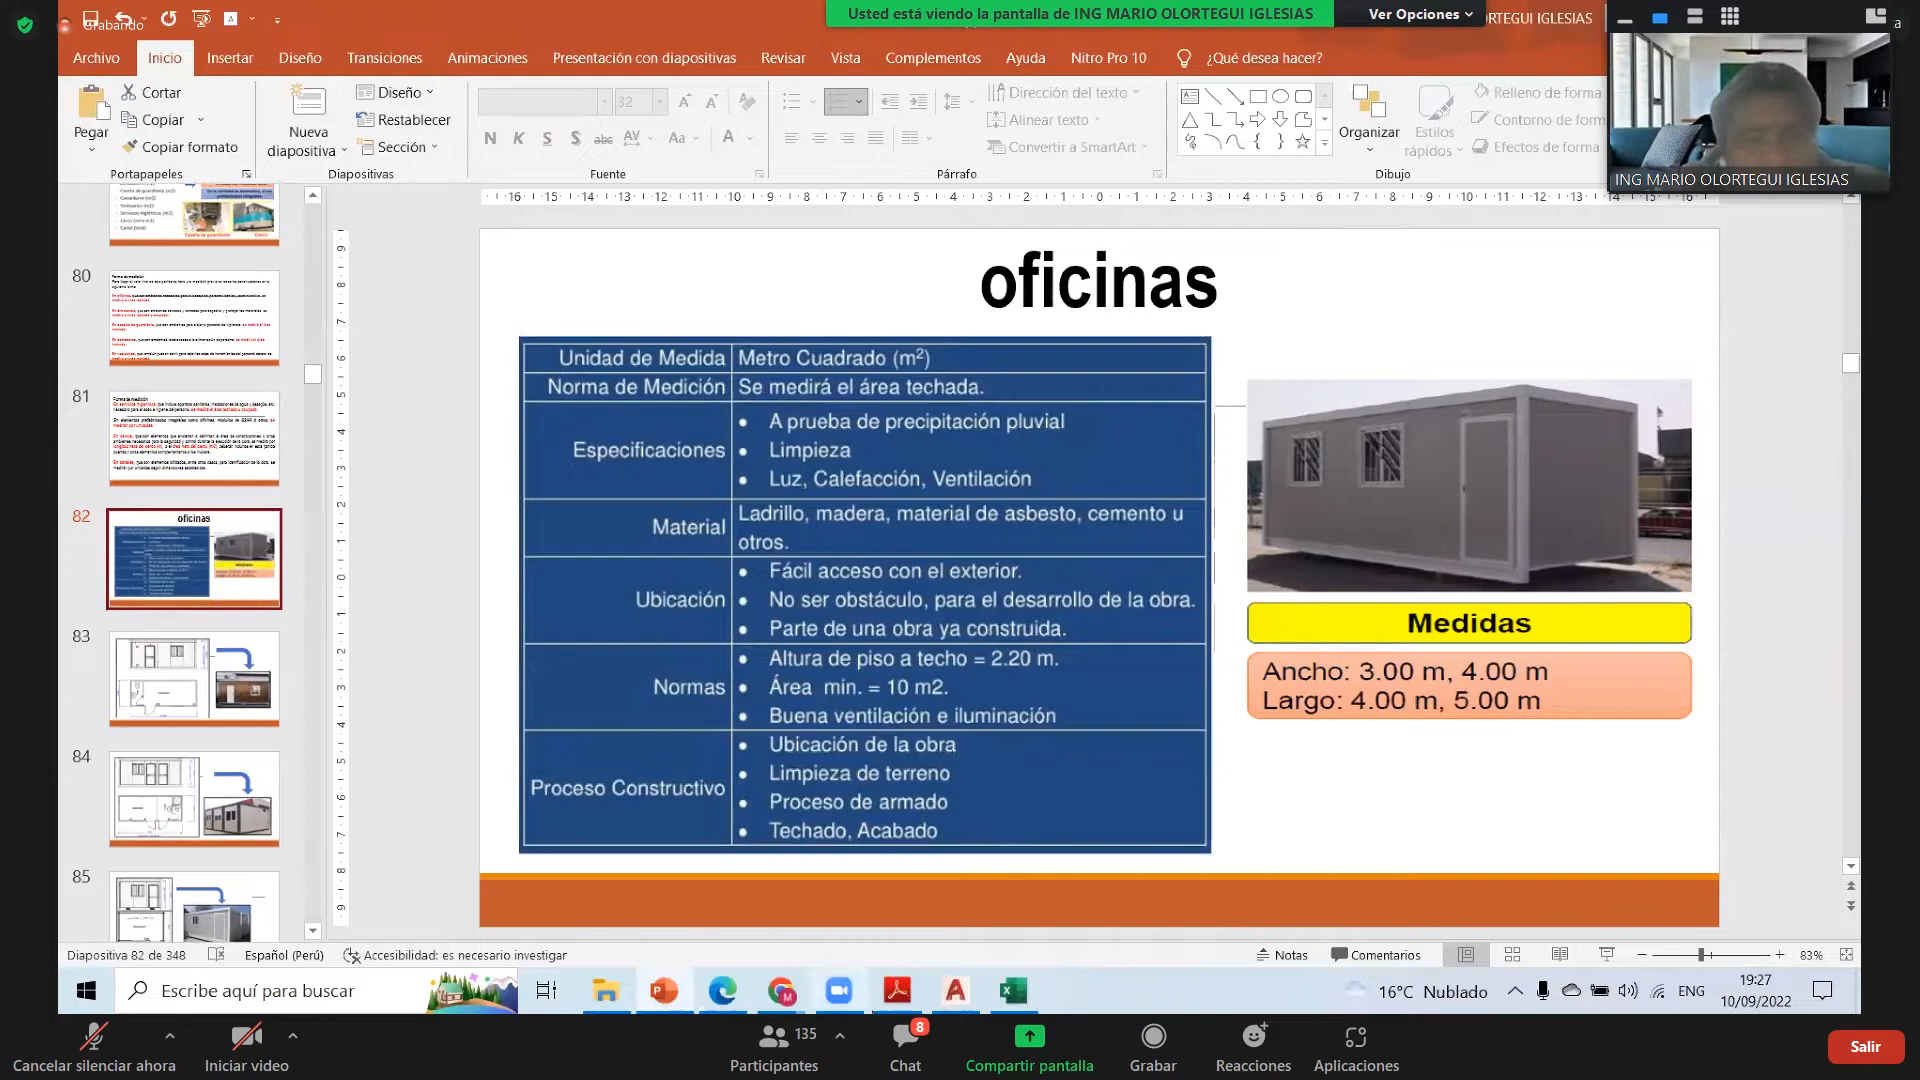 Grabando
Usted está viendo la pantalla de ING MARIO OLORTEGUI IGLESIAS
Ver Opciones
RTEGUI IGLESIAS
Archivo Inicio Insertar Diseño Transiciones Animaciones Presentación con diapositivas Revisar Vista Complementos Ayuda Nitro Pro 10 ¿Qué desea hacer?
Pegar
Cortar
Copiar
Copiar formato
Portapapeles
Nueva
diapositiva
Diseño
Restablecer
Sección
Diapositivas
32
N K S S abc AV Aa A
Fuente
Dirección del texto
Alinear texto
Convertir a SmartArt
Párrafo
Organizar
Estilos
rápidos
Relleno de forma
Contorno de forma
Efectos de forma
Dibujo
ING MARIO OLORTEGUI IGLESIAS
80
81
82
oficinas
83
84
85
oficinas
Unidad de Medida Metro Cuadrado (m²)
Norma de Medición Se medirá el área techada.
Especificaciones
• A prueba de precipitación pluvial
• Limpieza
• Luz, Calefacción, Ventilación
Material Ladrillo, madera, material de asbesto, cemento u
otros.
Ubicación
• Fácil acceso con el exterior.
• No ser obstáculo, para el desarrollo de la obra.
• Parte de una obra ya construida.
Normas
• Altura de piso a techo = 2.20 m.
• Área min. = 10 m2.
• Buena ventilación e iluminación
Proceso Constructivo
• Ubicación de la obra
• Limpieza de terreno
• Proceso de armado
• Techado, Acabado
Medidas
Ancho: 3.00 m, 4.00 m
Largo: 4.00 m, 5.00 m
Diapositiva 82 de 348 Español (Perú) Accesibilidad: es necesario investigar Notas Comentarios 83%
Escribe aquí para buscar
16°C Nublado ENG
19:27
10/09/2022
Cancelar silenciar ahora
Iniciar video
135
Participantes
8
Chat
Compartir pantalla
Grabar
Reacciones
Aplicaciones
Salir